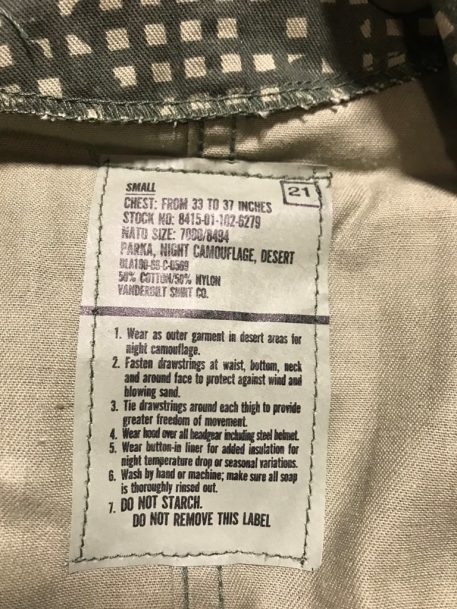 SMALL
21
CHEST: FROM 33 TO 37 INCHES
STOCK NO: 8415-01-102-6279
NATO SIZE: 7080/8494
PARKA, NIGHT CAMOUFLAGE, DESERT
50% COTTON/50% NYLON
VANDERBILT SHIRT CO.
1. Wear as outer garment in desert areas for
night camouflage.
2. Fasten drawstrings at waist, bottom, neck
and around face to protect against wind and
blowing sand.
3. Tie drawstrings around each thigh to provide
greater freedom of movement.
4. Wear hood over all headgear including steel helmet.
5. Wear button-in liner for added insulation for
night temperature drop or seasonal variations.
6. Wash by hand or machine; make sure all soap
is thoroughly rinsed out.
7. DO NOT STARCH.
DO NOT REMOVE THIS LABEL